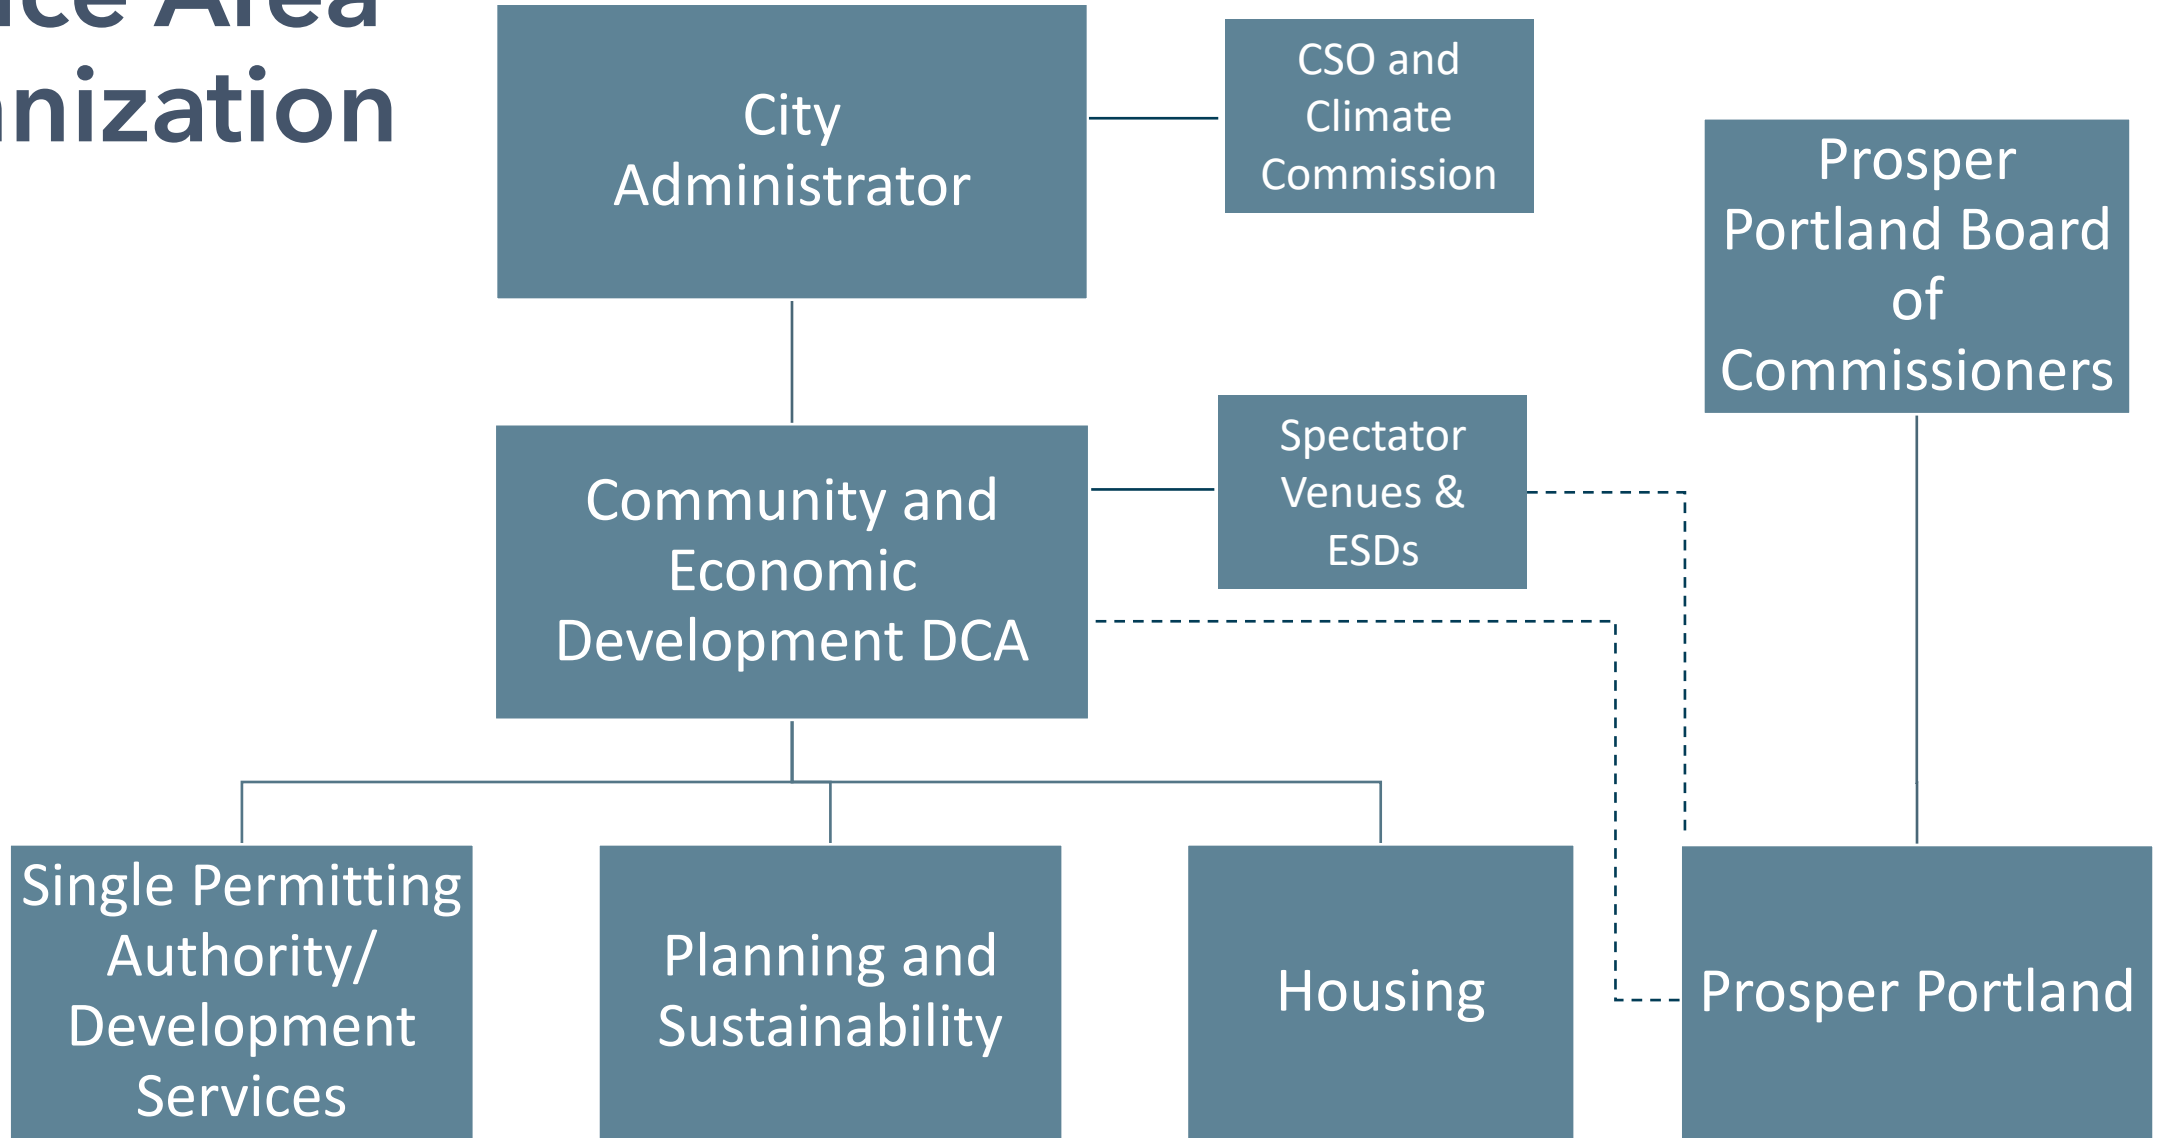 Area
City
Administrator
CSO and
Climate
Commission
Prosper
Portland Board
of
Commissioners
Community and
Economic
Development DCA
Spectator
Venues &
ESDs
Single Permitting
Authority/
Development
Services
Planning and
Sustainability
Housing
Prosper Portland